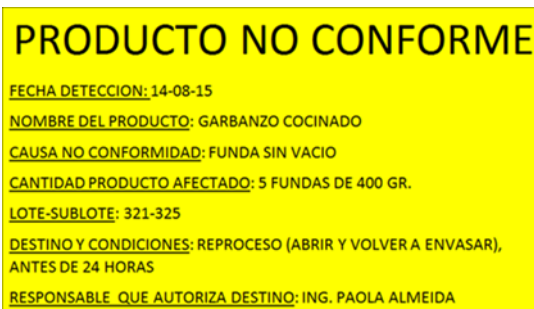 PRODUCTO NO CONFORME
FECHA DETECCION: 14-08-15
NOMBRE DEL PRODUCTO: GARBANZO COCINADO
CAUSA NO CONFORMIDAD: FUNDA SIN VACIO
CANTIDAD PRODUCTO AFECTADO: 5 FUNDAS DE 400 GR.
LOTE-SUBLOTE: 321-325
DESTINO Y CONDICIONES: REPROCESO (ABRIR Y VOLVER A ENVASAR),
ANTES DE 24 HORAS
RESPONSABLE QUE AUTORIZA DESTINO: ING. PAOLA ALMEIDA